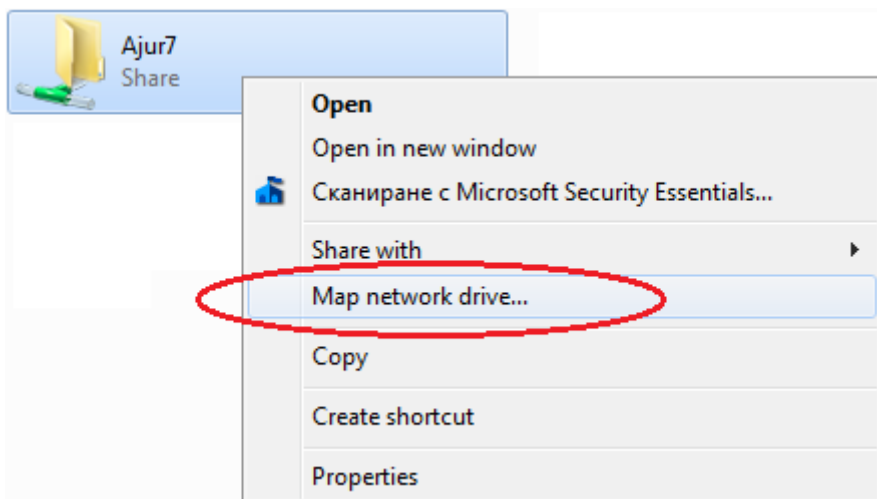 Ajur7
Share
Open
Open in new window
Сканиране с Microsoft Security Essentials...
Share with
Map network drive...
Copy
Create shortcut
Properties